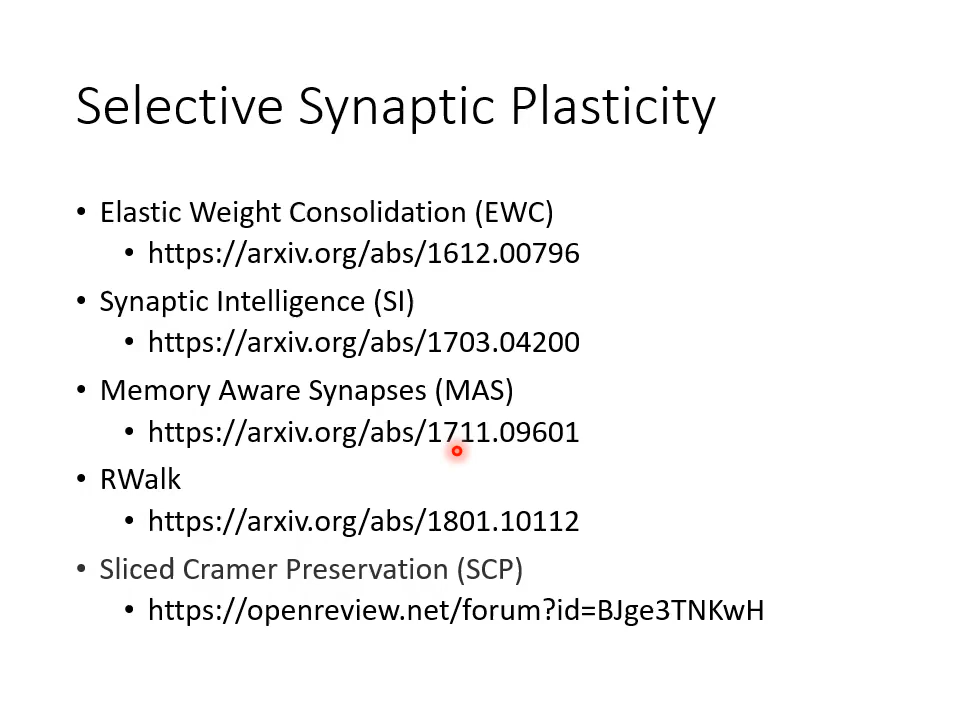 Selective Synaptic Plasticity
• Elastic Weight Consolidation (EWC)
• https://arxiv.org/abs/1612.00796
• Synaptic Intelligence (SI)
• https://arxiv.org/abs/1703.04200
• Memory Aware Synapses (MAS)
• https://arxiv.org/abs/1711.09601
• RWalk
• https://arxiv.org/abs/1801.10112
• Sliced Cramer Preservation (SCP)
• https://openreview.net/forum?id=BJge3TNKwH